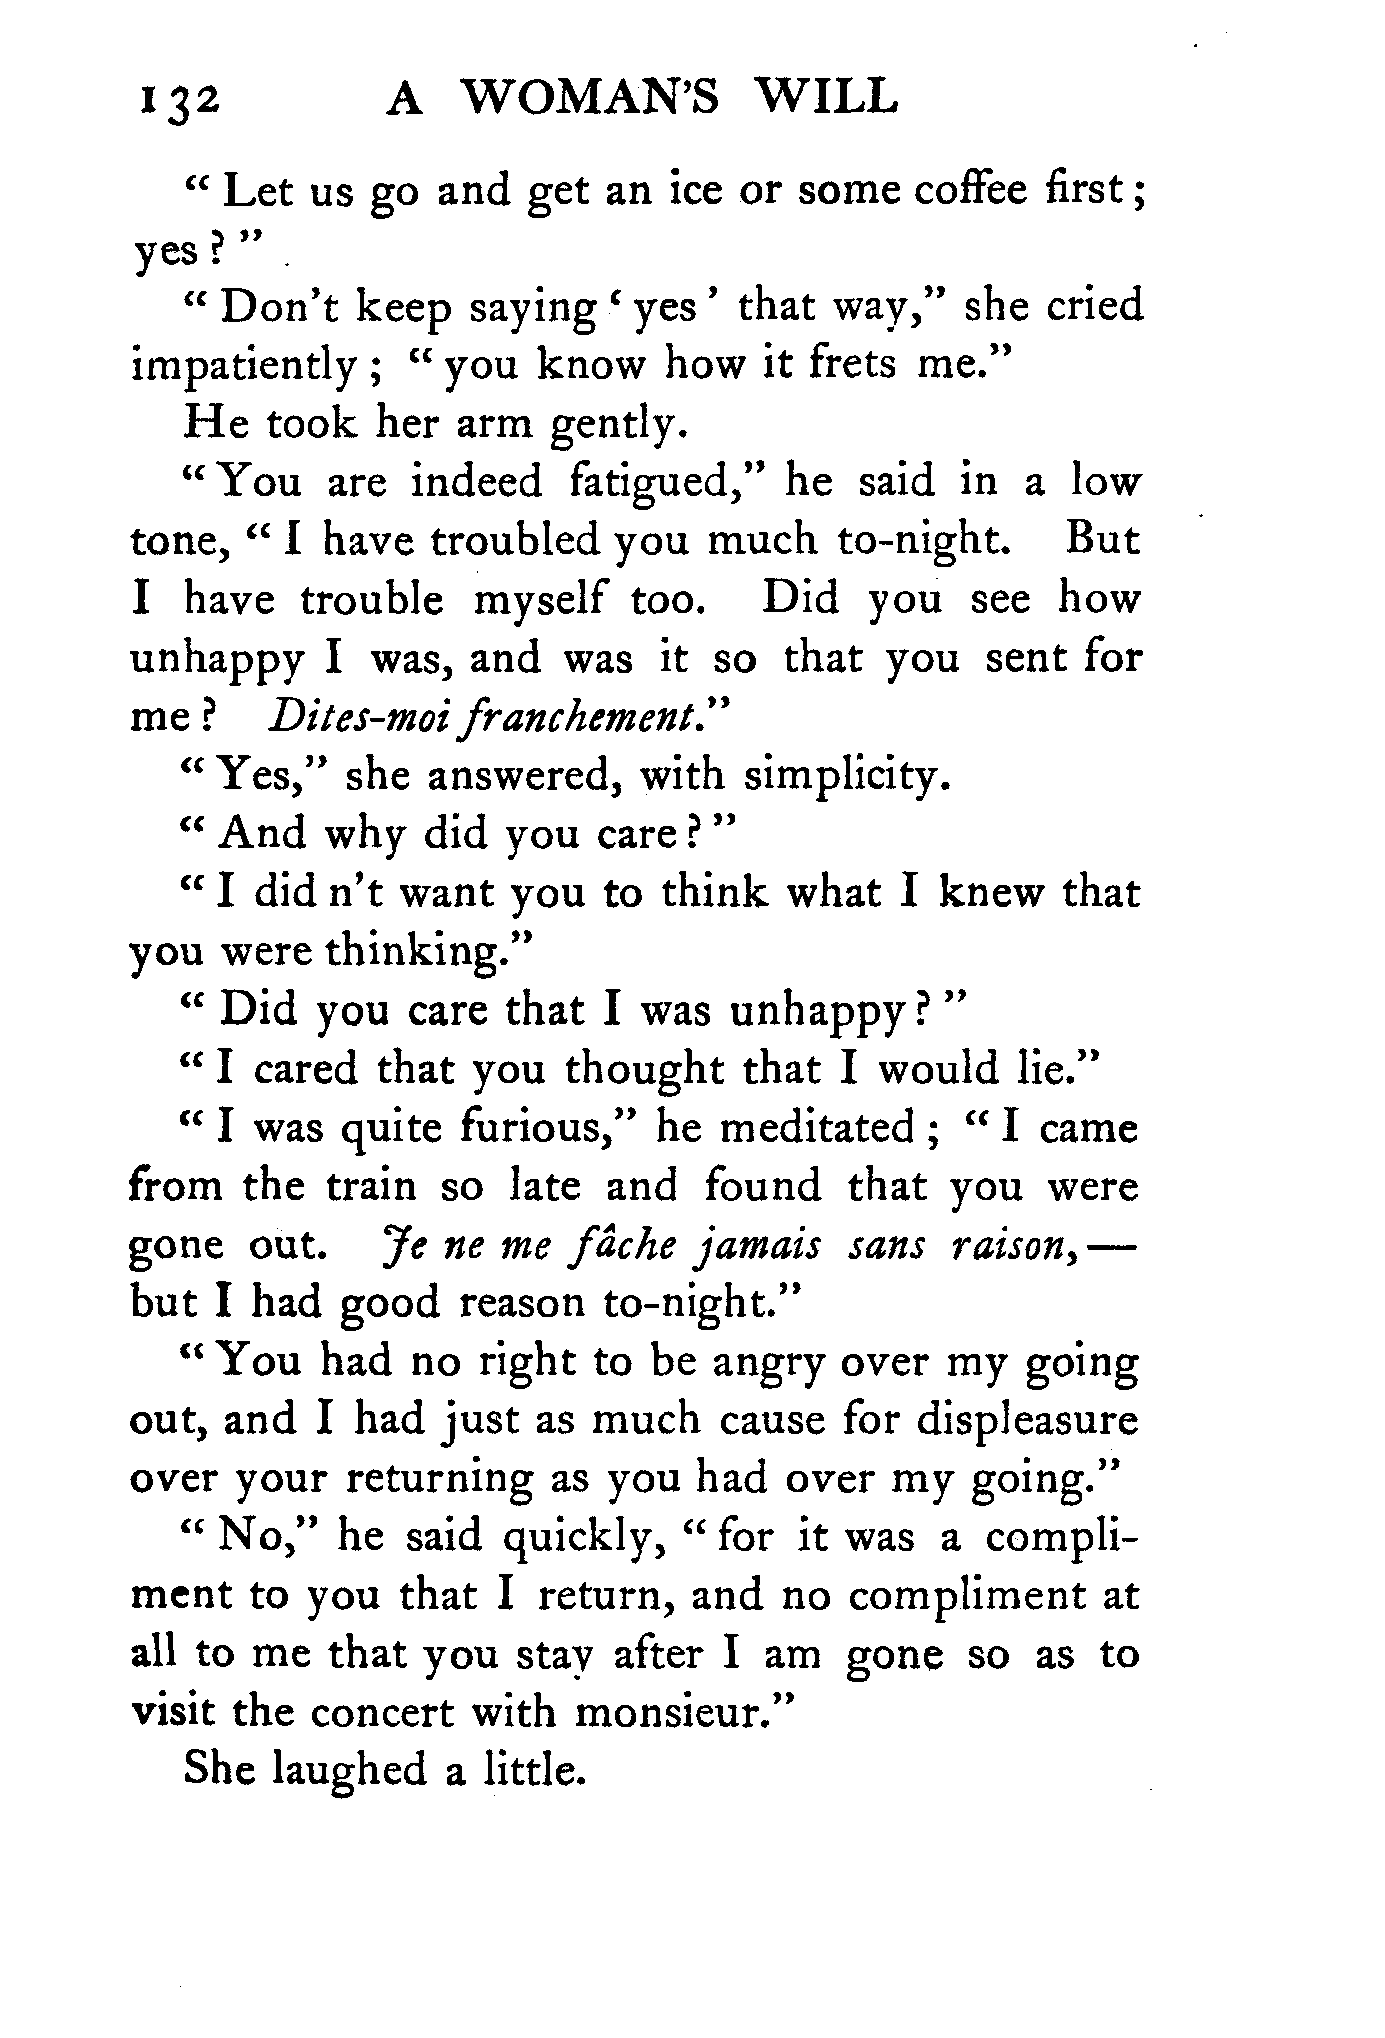 132 A WOMAN'S WILL
“ Let us go and get an ice or some coffee first ;
yes ? ”
“ Don't keep saying ‘ yes ’ that way,” she cried
impatiently ; “ you know how it frets me.”
He took her arm gently.
“ You are indeed fatigued,” he said in a low
tone, “ I have troubled you much to-night. But
I have trouble myself too. Did you see how
unhappy I was, and was it so that you sent for
me ? Dites-moi franchement.”
“ Yes,” she answered, with simplicity.
“ And why did you care ? ”
“ I did n't want you to think what I knew that
you were thinking.”
“ Did you care that I was unhappy ? ”
“ I cared that you thought that I would lie.”
“ I was quite furious,” he meditated ; “ I came
from the train so late and found that you were
gone out. Je ne me fâche jamais sans raison, —
but I had good reason to-night.”
“ You had no right to be angry over my going
out, and I had just as much cause for displeasure
over your returning as you had over my going.”
“ No,” he said quickly, “ for it was a compli-
ment to you that I return, and no compliment at
all to me that you stay after I am gone so as to
visit the concert with monsieur.”
She laughed a little.